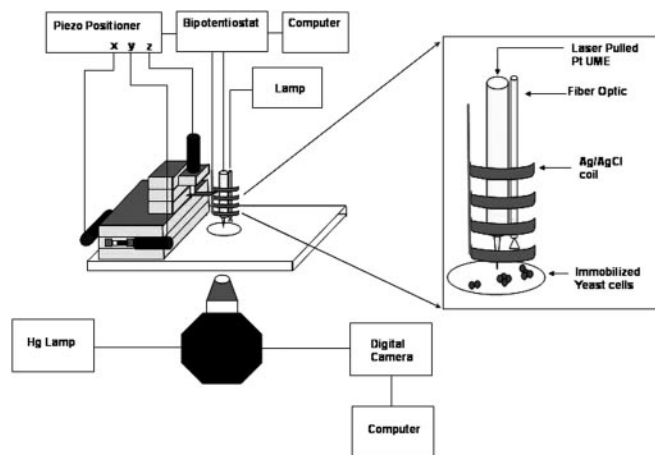 Piezo Positioner
x y z
Bipotentiostat
Computer
Lamp
Laser Pulled
Pt UME
Fiber Optic
Ag/AgCl
coil
Immobilized
Yeast cells
Hg Lamp
Digital
Camera
Computer